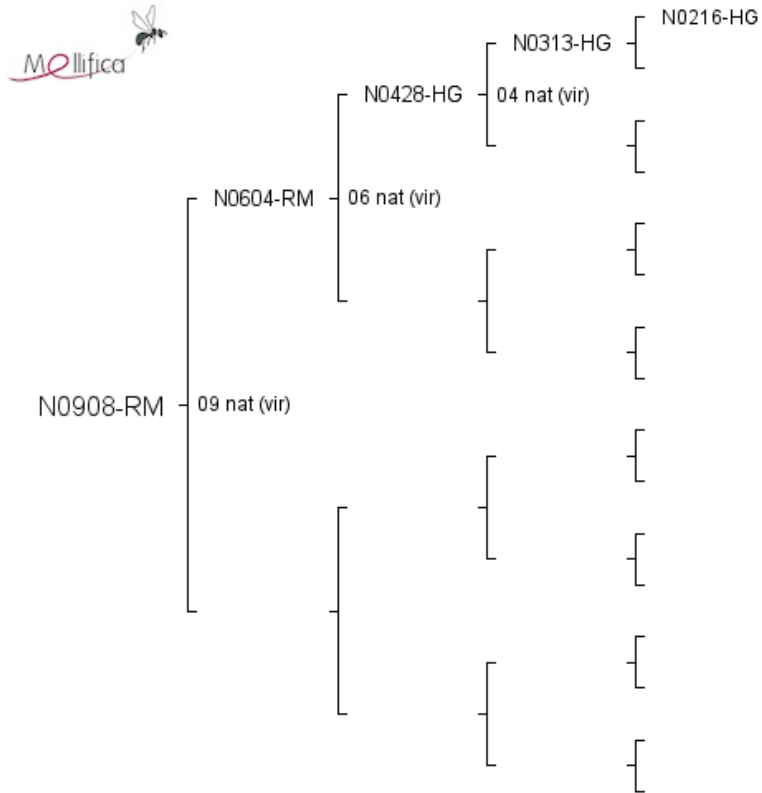 Mellifica
N0216-HG
N0313-HG
N0428-HG
04 nat (vir)
N0604-RM
06 nat (vir)
N0908-RM
09 nat (vir)